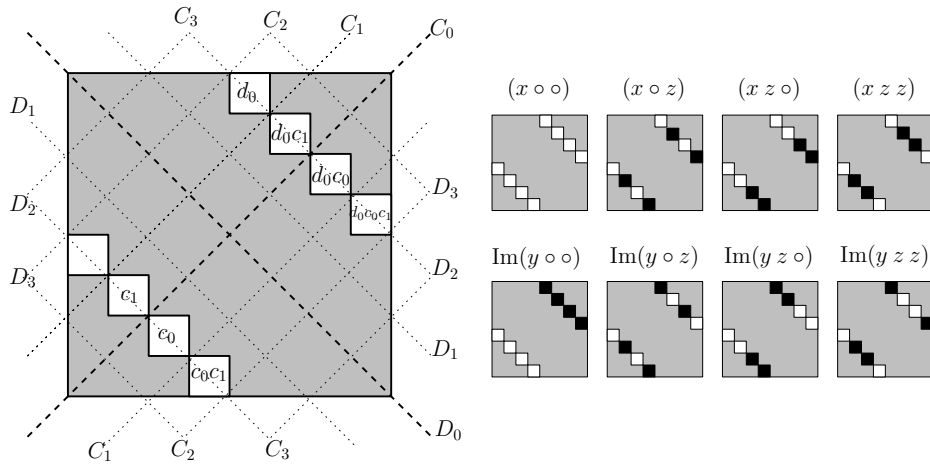 C₃ C₂ C₁ C₀
D₁
D₂
D₃
d₀
d₀c₁
d₀c₀
d₀c₀c₁
c₁
c₀
c₀c₁
D₃
D₂
D₁
D₀
C₁ C₂ C₃
(x ∘ ∘) (x ∘ z) (x z ∘) (x z z)
Im(y ∘ ∘) Im(y ∘ z) Im(y z ∘) Im(y z z)